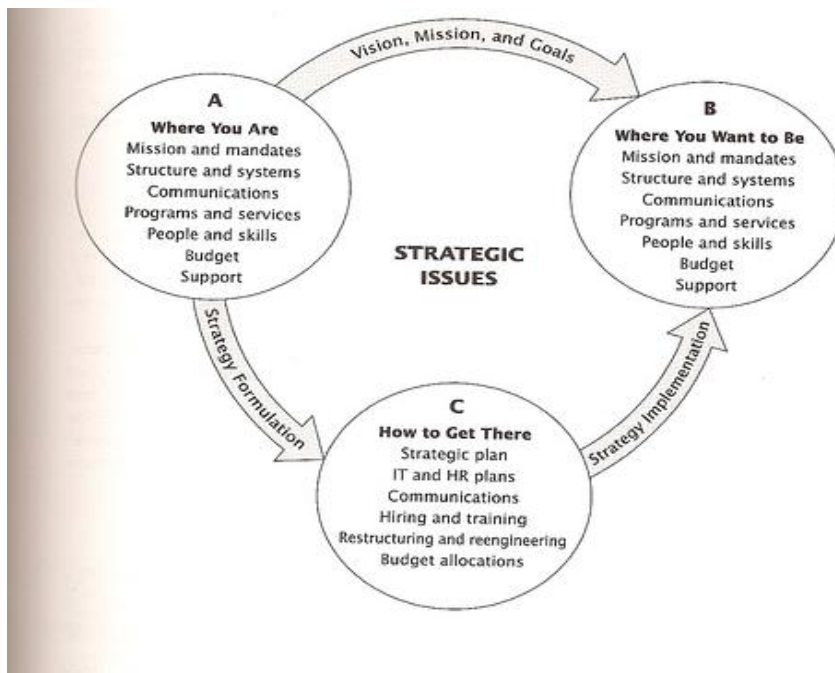 Vision, Mission, and Goals
A
Where You Are
Mission and mandates
Structure and systems
Communications
Programs and services
People and skills
Budget
Support
B
Where You Want to Be
Mission and mandates
Structure and systems
Communications
Programs and services
People and skills
Budget
Support
STRATEGIC
ISSUES
Strategy Formulation
Strategy Implementation
C
How to Get There
Strategic plan
IT and HR plans
Communications
Hiring and training
Restructuring and reengineering
Budget allocations